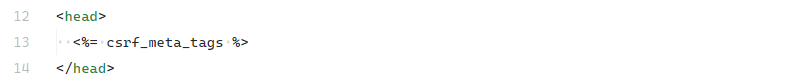 12 <head>
13   <%= csrf_meta_tags %>
14 </head>